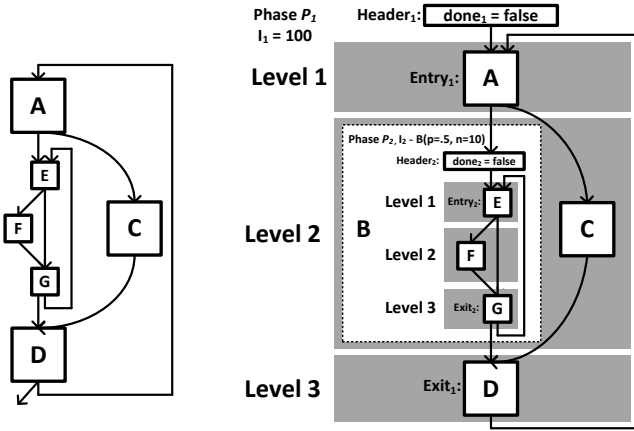 A
E
F
C
G
D
Phase P₁
I₁ = 100
Header₁: done₁ = false
Level 1
Entry₁: A
Phase P₂, I₂ ~ B(p=.5, n=10)
Header₂: done₂ = false
Level 1 Entry₂: E
B
Level 2 F
C
Level 2
Level 3 Exit₂: G
Level 3
Exit₁: D